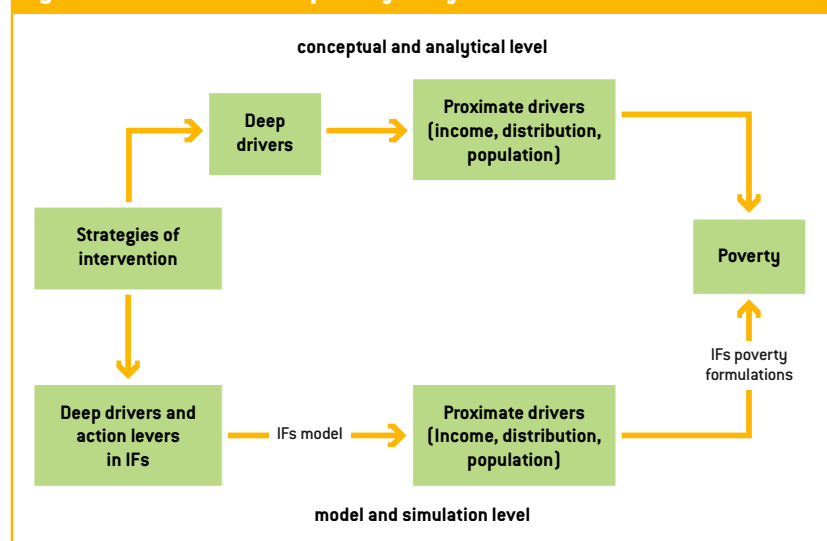 conceptual and analytical level
Deep
drivers
Proximate drivers
(income, distribution,
population)
Strategies of
intervention
Poverty
IFs poverty
formulations
Deep drivers and
action levers
in IFs
IFs model
Proximate drivers
(Income, distribution,
population)
model and simulation level